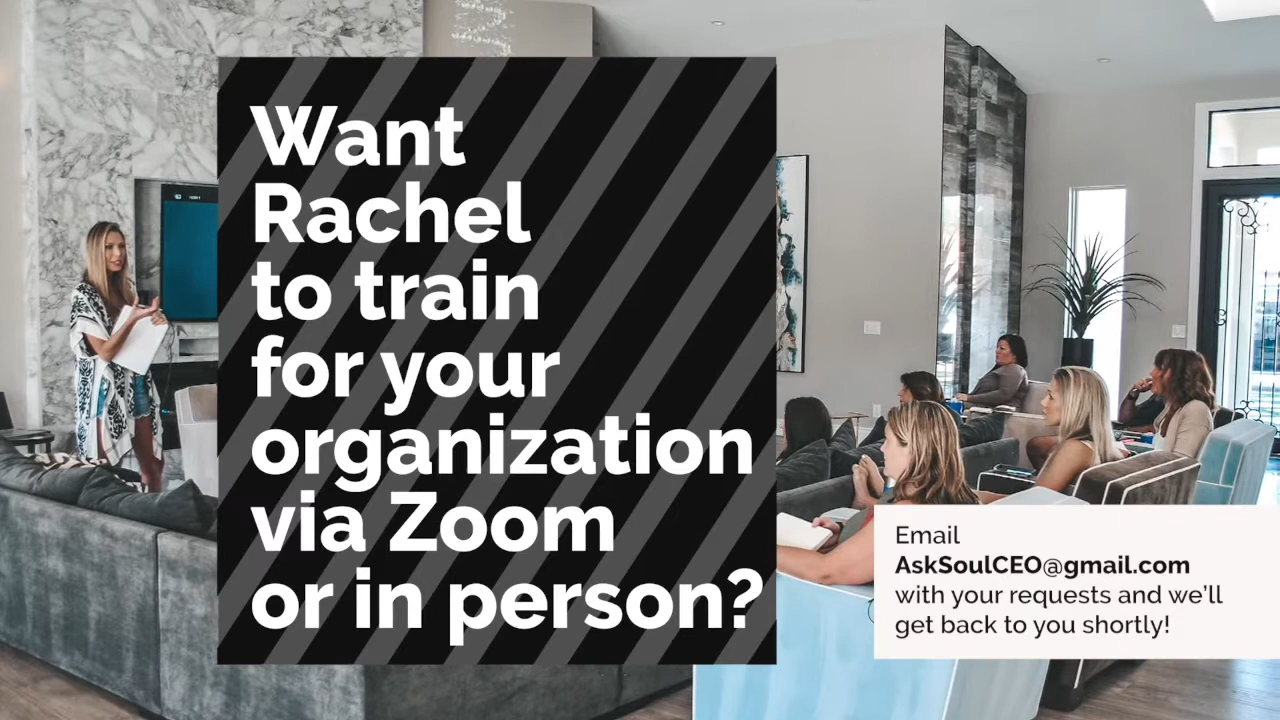 Want
Rachel
to train
for your
organization
via Zoom
or in person?
Email
AskSoulCEO@gmail.com
with your requests and we'll
get back to you shortly!